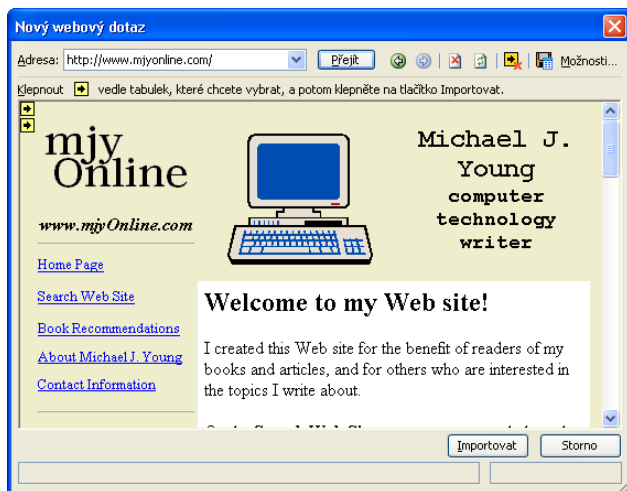 Nový webový dotaz
Adresa: http://www.mjyonline.com/ Přejít Možnosti...
Klepnout vedle tabulek, které chcete vybrat, a potom klepněte na tlačítko Importovat.
mjy
Online
www.mjyOnline.com
Home Page
Search Web Site
Book Recommendations
About Michael J. Young
Contact Information
Michael J.
Young
computer
technology
writer
Welcome to my Web site!
I created this Web site for the benefit of readers of my
books and articles, and for others who are interested in
the topics I write about.
Importovat Storno